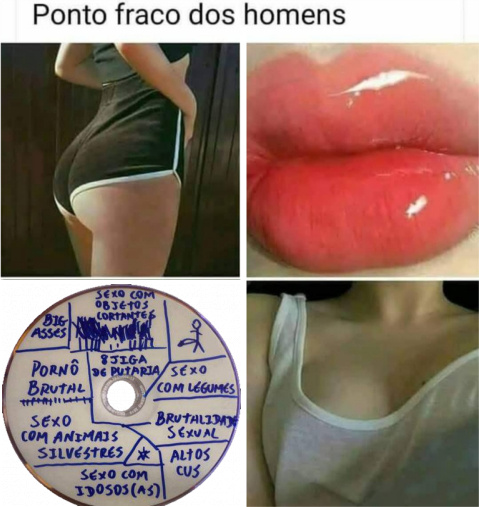 Ponto fraco dos homens
SEXO COM
OBJETOS
CORTANTES
BIG
ASSES
8JIGA
DE PUTARIA
PORNÔ
BRUTAL
SEXO
COM LEGUMES
SEXO
COM ANIMAIS
SILVESTRES
BRUTALIDADE
SEXUAL
ALTOS
CUS
SEXO COM
IDOSOS(AS)